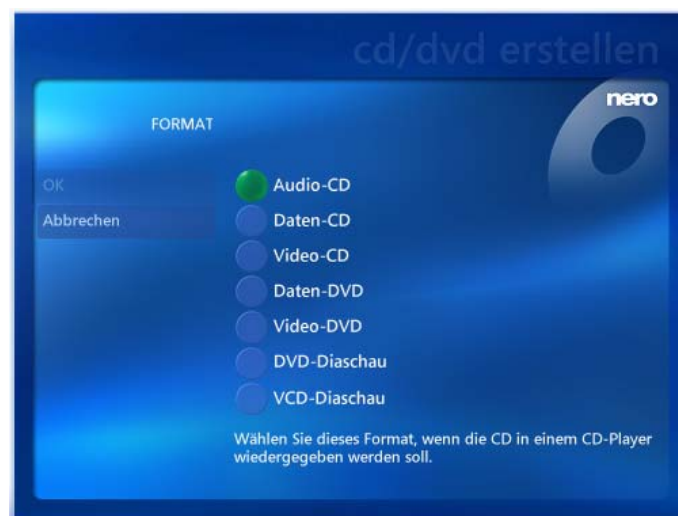 cd/dvd erstellen
nero
FORMAT
OK
Abbrechen
Audio-CD
Daten-CD
Video-CD
Daten-DVD
Video-DVD
DVD-Diaschau
VCD-Diaschau
Wählen Sie dieses Format, wenn die CD in einem CD-Player
wiedergegeben werden soll.